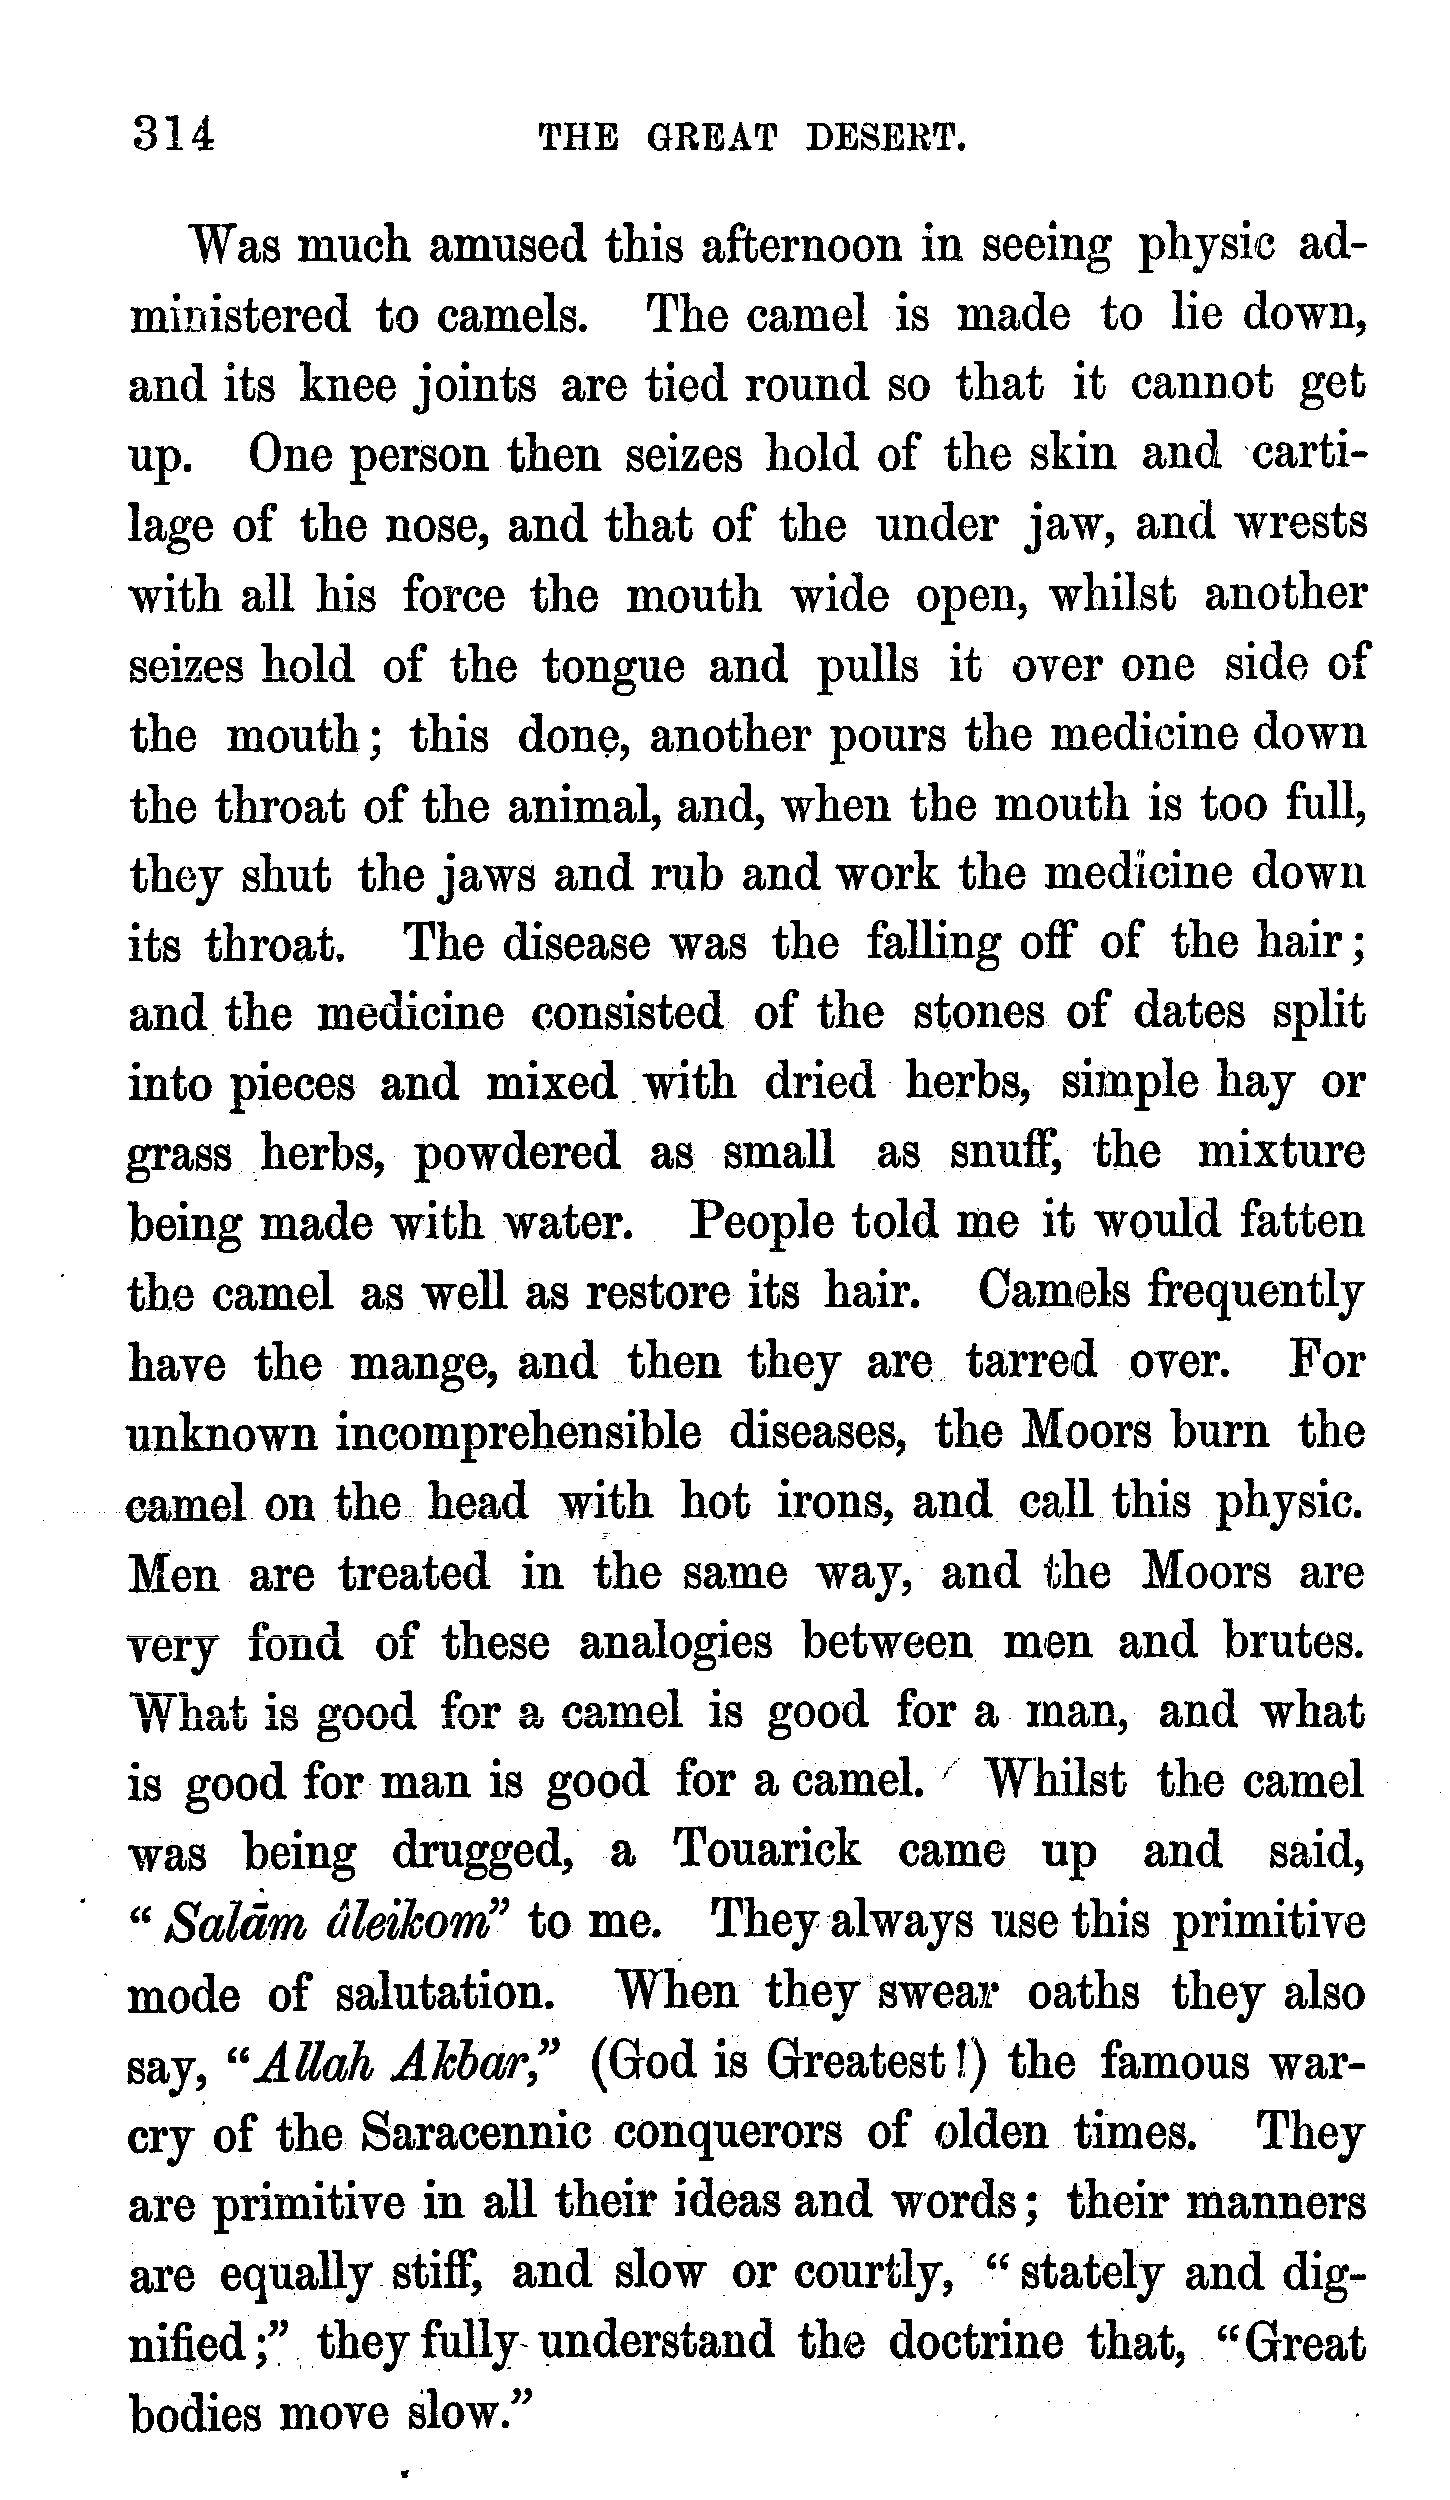 314 THE GREAT DESERT.
Was much amused this afternoon in seeing physic ad-
ministered to camels. The camel is made to lie down,
and its knee joints are tied round so that it cannot get
up. One person then seizes hold of the skin and carti-
lage of the nose, and that of the under jaw, and wrests
with all his force the mouth wide open, whilst another
seizes hold of the tongue and pulls it over one side of
the mouth; this done, another pours the medicine down
the throat of the animal, and, when the mouth is too full,
they shut the jaws and rub and work the medicine down
its throat. The disease was the falling off of the hair;
and the medicine consisted of the stones of dates split
into pieces and mixed with dried herbs, simple hay or
grass herbs, powdered as small as snuff, the mixture
being made with water. People told me it would fatten
the camel as well as restore its hair. Camels frequently
have the mange, and then they are tarred over. For
unknown incomprehensible diseases, the Moors burn the
camel on the head with hot irons, and call this physic.
Men are treated in the same way, and the Moors are
very fond of these analogies between men and brutes.
What is good for a camel is good for a man, and what
is good for man is good for a camel. Whilst the camel
was being drugged, a Touarick came up and said,
“Salām âleikom” to me. They always use this primitive
mode of salutation. When they swear oaths they also
say, “Allah Akbar,” (God is Greatest!) the famous war-
cry of the Saracennic conquerors of olden times. They
are primitive in all their ideas and words; their manners
are equally stiff, and slow or courtly, “stately and dig-
nified;” they fully understand the doctrine that, “Great
bodies move slow.”